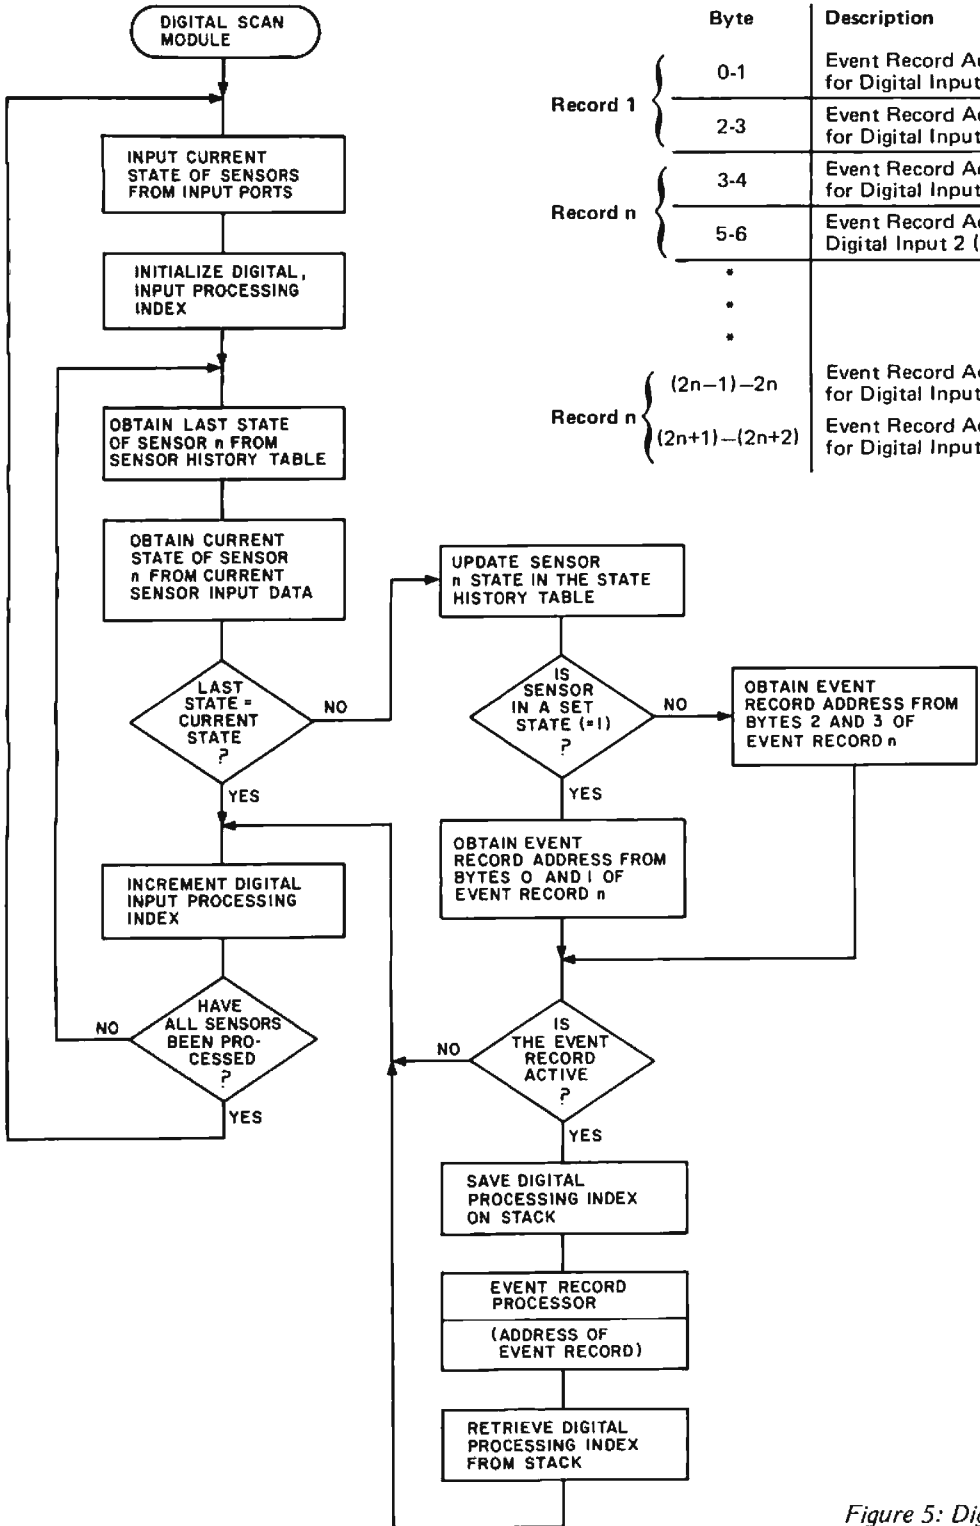 DIGITAL SCAN
MODULE
INPUT CURRENT
STATE OF SENSORS
FROM INPUT PORTS
INITIALIZE DIGITAL,
INPUT PROCESSING
INDEX
OBTAIN LAST STATE
OF SENSOR n FROM
SENSOR HISTORY TABLE
OBTAIN CURRENT
STATE OF SENSOR
n FROM CURRENT
SENSOR INPUT DATA
LAST
STATE =
CURRENT
STATE
?
NO
YES
INCREMENT DIGITAL
INPUT PROCESSING
INDEX
HAVE
ALL SENSORS
BEEN PRO-
CESSED
?
NO
YES
UPDATE SENSOR
n STATE IN THE STATE
HISTORY TABLE
IS
SENSOR
IN A SET
STATE (=1)
?
NO
YES
OBTAIN EVENT
RECORD ADDRESS FROM
BYTES 2 AND 3 OF
EVENT RECORD n
OBTAIN EVENT
RECORD ADDRESS FROM
BYTES 0 AND 1 OF
EVENT RECORD n
IS
THE EVENT
RECORD
ACTIVE
?
NO
YES
SAVE DIGITAL
PROCESSING INDEX
ON STACK
EVENT RECORD
PROCESSOR
(ADDRESS OF
EVENT RECORD)
RETRIEVE DIGITAL
PROCESSING INDEX
FROM STACK
Byte Description
Record 1
0-1 Event Record
for Digital Input
2-3 Event Record
for Digital Input
Record n
3-4 Event Record
for Digital Input
5-6 Event Record
Digital Input 2 (
*
*
*
Record n
(2n−1)−2n Event Record
for Digital Input
(2n+1)−(2n+2) Event Record
for Digital Input
Figure 5: